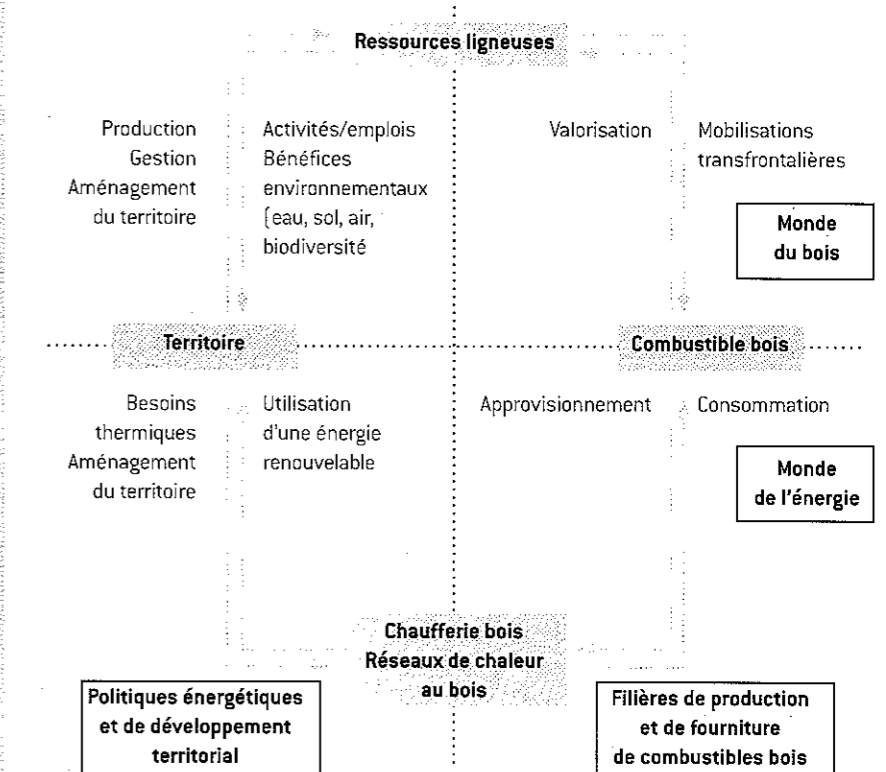 Ressources ligneuses
Production
Gestion
Aménagement
du territoire
Activités/emplois
Bénéfices
environnementaux
(eau, sol, air,
biodiversité
Valorisation
Mobilisations
transfrontalières
Monde
du bois
Territoire
Combustible bois
Besoins
thermiques
Aménagement
du territoire
Utilisation
d'une énergie
renouvelable
Approvisionnement
Consommation
Monde
de l'énergie
Chaufferie bois
Réseaux de chaleur
au bois
Politiques énergétiques
et de développement
territorial
Filières de production
et de fourniture
de combustibles bois